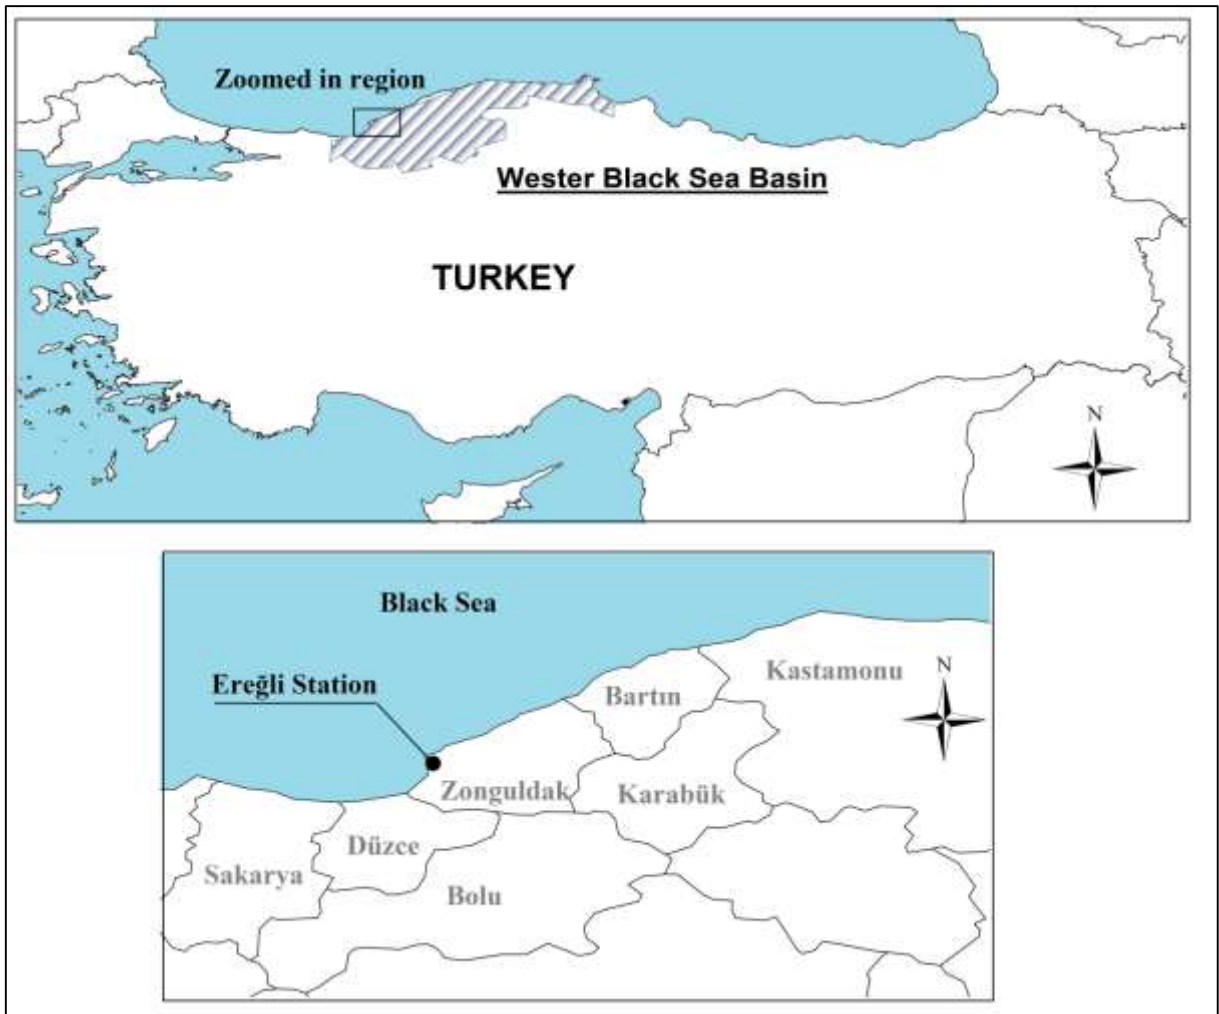 Zoomed in region
Wester Black Sea Basin
TURKEY
N
Black Sea
Ereğli Station
Bartın
Kastamonu
N
Zonguldak
Karabük
Düzce
Sakarya
Bolu